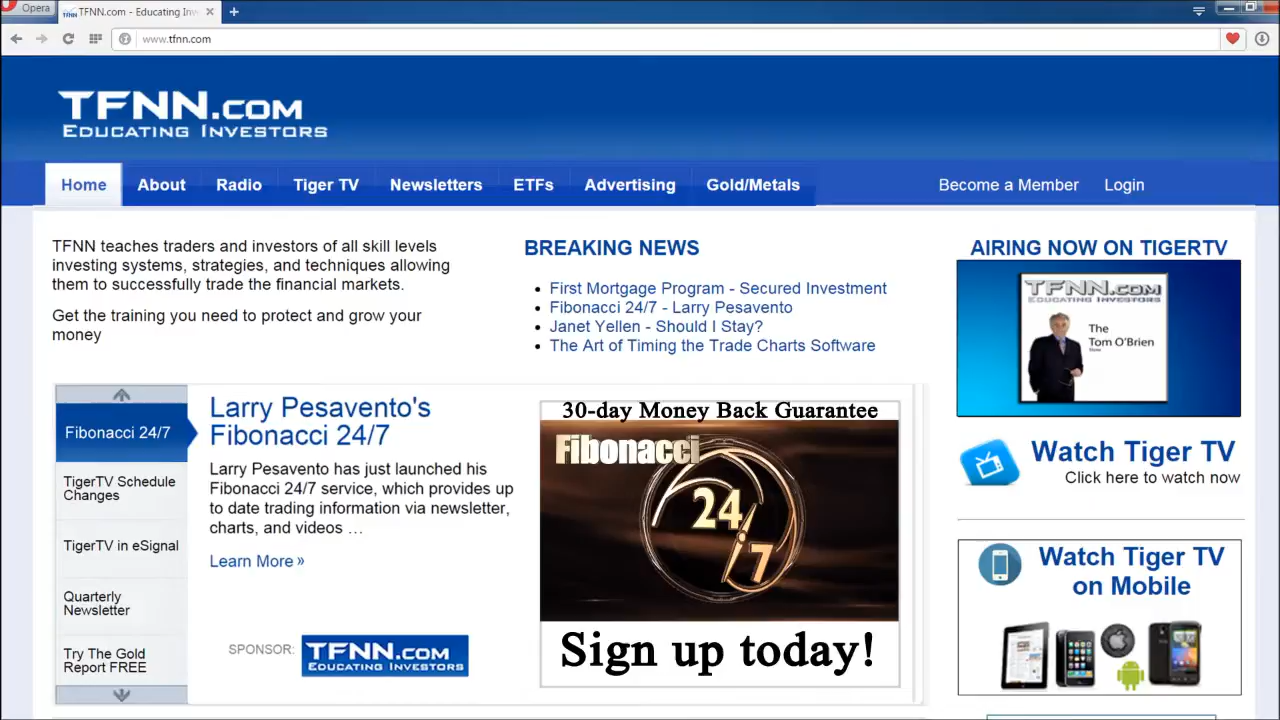 Opera
TFNN.com - Educating Inv
www.tfnn.com
TFNN.COM
EDUCATING INVESTORS
Home
About
Radio
Tiger TV
Newsletters
ETFs
Advertising
Gold/Metals
Become a Member
Login
TFNN teaches traders and investors of all skill levels
investing systems, strategies, and techniques allowing
them to successfully trade the financial markets.
Get the training you need to protect and grow your
money
BREAKING NEWS
First Mortgage Program - Secured Investment
Fibonacci 24/7 - Larry Pesavento
Janet Yellen - Should I Stay?
The Art of Timing the Trade Charts Software
AIRING NOW ON TIGERTV
TFNN.COM
EDUCATING INVESTORS
The
Tom O'Brien
Show
Watch Tiger TV
Click here to watch now
Watch Tiger TV
on Mobile
Fibonacci 24/7
TigerTV Schedule
Changes
TigerTV in eSignal
Quarterly
Newsletter
Try The Gold
Report FREE
Larry Pesavento's
Fibonacci 24/7
Larry Pesavento has just launched his
Fibonacci 24/7 service, which provides up
to date trading information via newsletter,
charts, and videos …
Learn More »
SPONSOR:
TFNN.COM
EDUCATING INVESTORS
30-day Money Back Guarantee
Fibonacci
24
7
Sign up today!